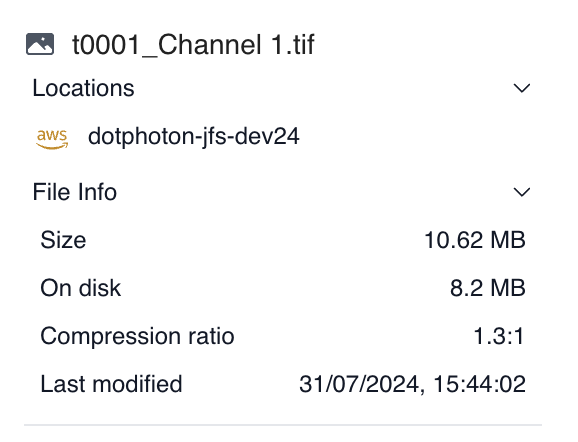 t0001_Channel 1.tif
Locations
aws dotphoton-jfs-dev24
File Info
Size 10.62 MB
On disk 8.2 MB
Compression ratio 1.3:1
Last modified 31/07/2024, 15:44:02